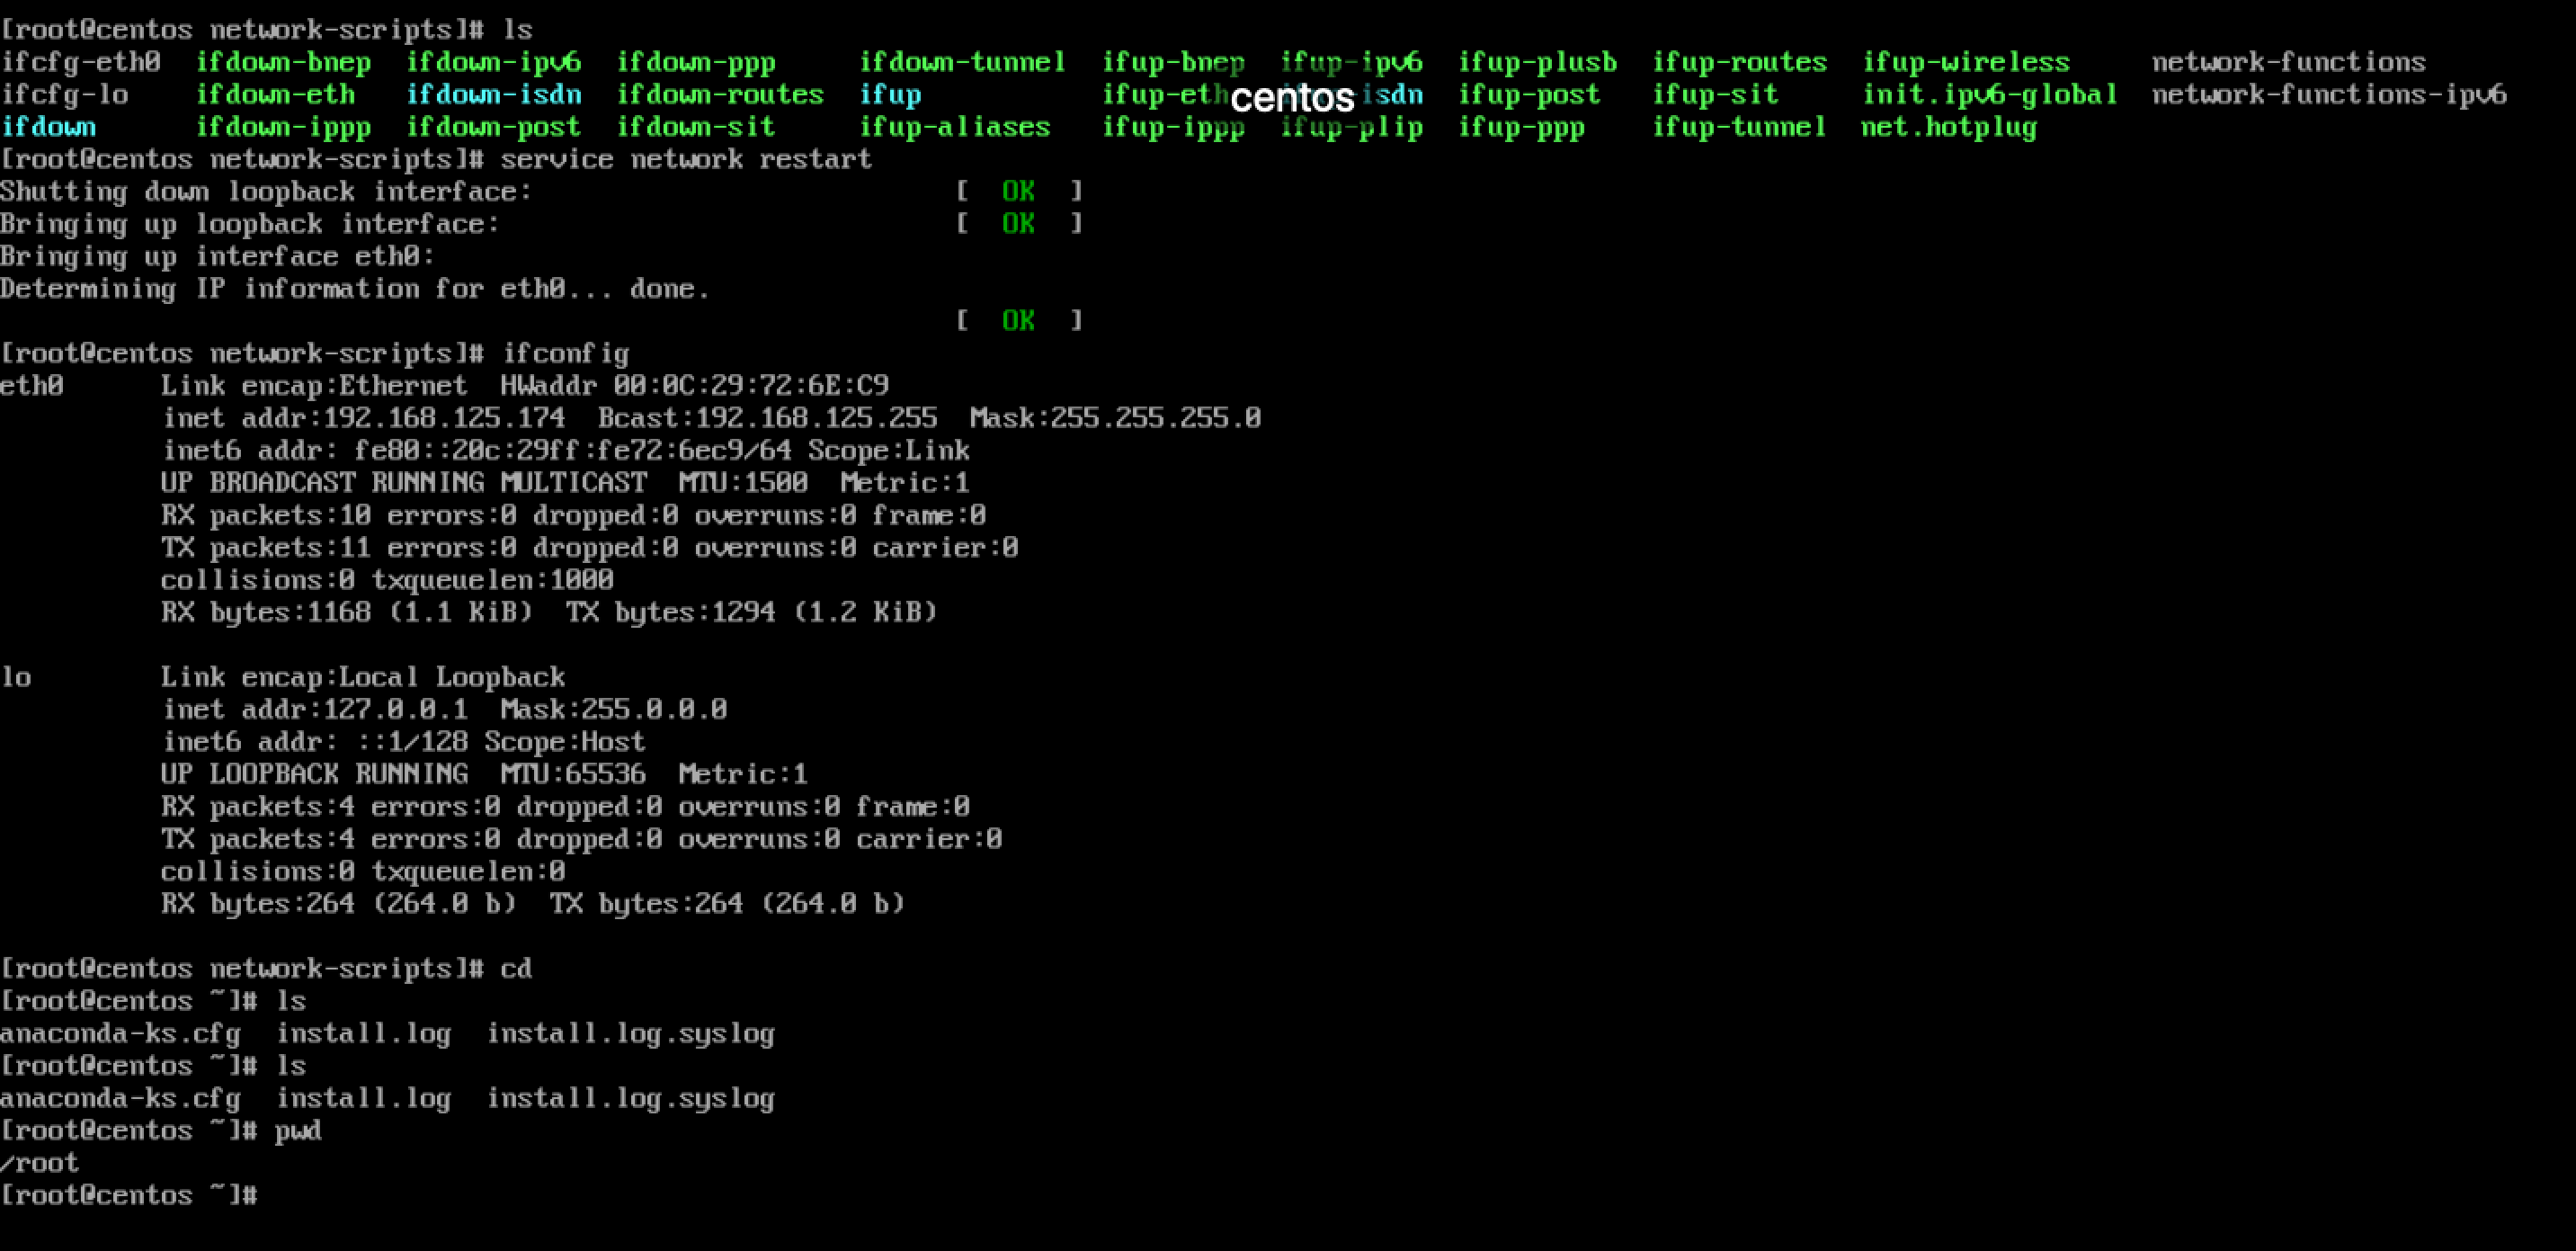 [root@centos network-scripts]# ls
ifcfg-eth0  ifdown-bnep  ifdown-ipv6  ifdown-ppp     ifdown-tunnel  ifup-bnep  ifup-ipv6  ifup-plusb  ifup-routes  ifup-wireless     network-functions
ifcfg-lo    ifdown-eth   ifdown-isdn  ifdown-routes  ifup           ifup-eth   centos isdn  ifup-post   ifup-sit     init.ipv6-global  network-functions-ipv6
ifdown      ifdown-ippp  ifdown-post  ifdown-sit     ifup-aliases   ifup-ippp  ifup-plip  ifup-ppp    ifup-tunnel  net.hotplug
[root@centos network-scripts]# service network restart
Shutting down loopback interface:                          [  OK  ]
Bringing up loopback interface:                            [  OK  ]
Bringing up interface eth0:
Determining IP information for eth0... done.
                                                           [  OK  ]
[root@centos network-scripts]# ifconfig
eth0      Link encap:Ethernet  HWaddr 00:0C:29:72:6E:C9
          inet addr:192.168.125.174  Bcast:192.168.125.255  Mask:255.255.255.0
          inet6 addr: fe80::20c:29ff:fe72:6ec9/64 Scope:Link
          UP BROADCAST RUNNING MULTICAST  MTU:1500  Metric:1
          RX packets:10 errors:0 dropped:0 overruns:0 frame:0
          TX packets:11 errors:0 dropped:0 overruns:0 carrier:0
          collisions:0 txqueuelen:1000
          RX bytes:1168 (1.1 KiB)  TX bytes:1294 (1.2 KiB)
lo        Link encap:Local Loopback
          inet addr:127.0.0.1  Mask:255.0.0.0
          inet6 addr: ::1/128 Scope:Host
          UP LOOPBACK RUNNING  MTU:65536  Metric:1
          RX packets:4 errors:0 dropped:0 overruns:0 frame:0
          TX packets:4 errors:0 dropped:0 overruns:0 carrier:0
          collisions:0 txqueuelen:0
          RX bytes:264 (264.0 b)  TX bytes:264 (264.0 b)
[root@centos network-scripts]# cd
[root@centos ~]# ls
anaconda-ks.cfg  install.log  install.log.syslog
[root@centos ~]# ls
anaconda-ks.cfg  install.log  install.log.syslog
[root@centos ~]# pwd
/root
[root@centos ~]#